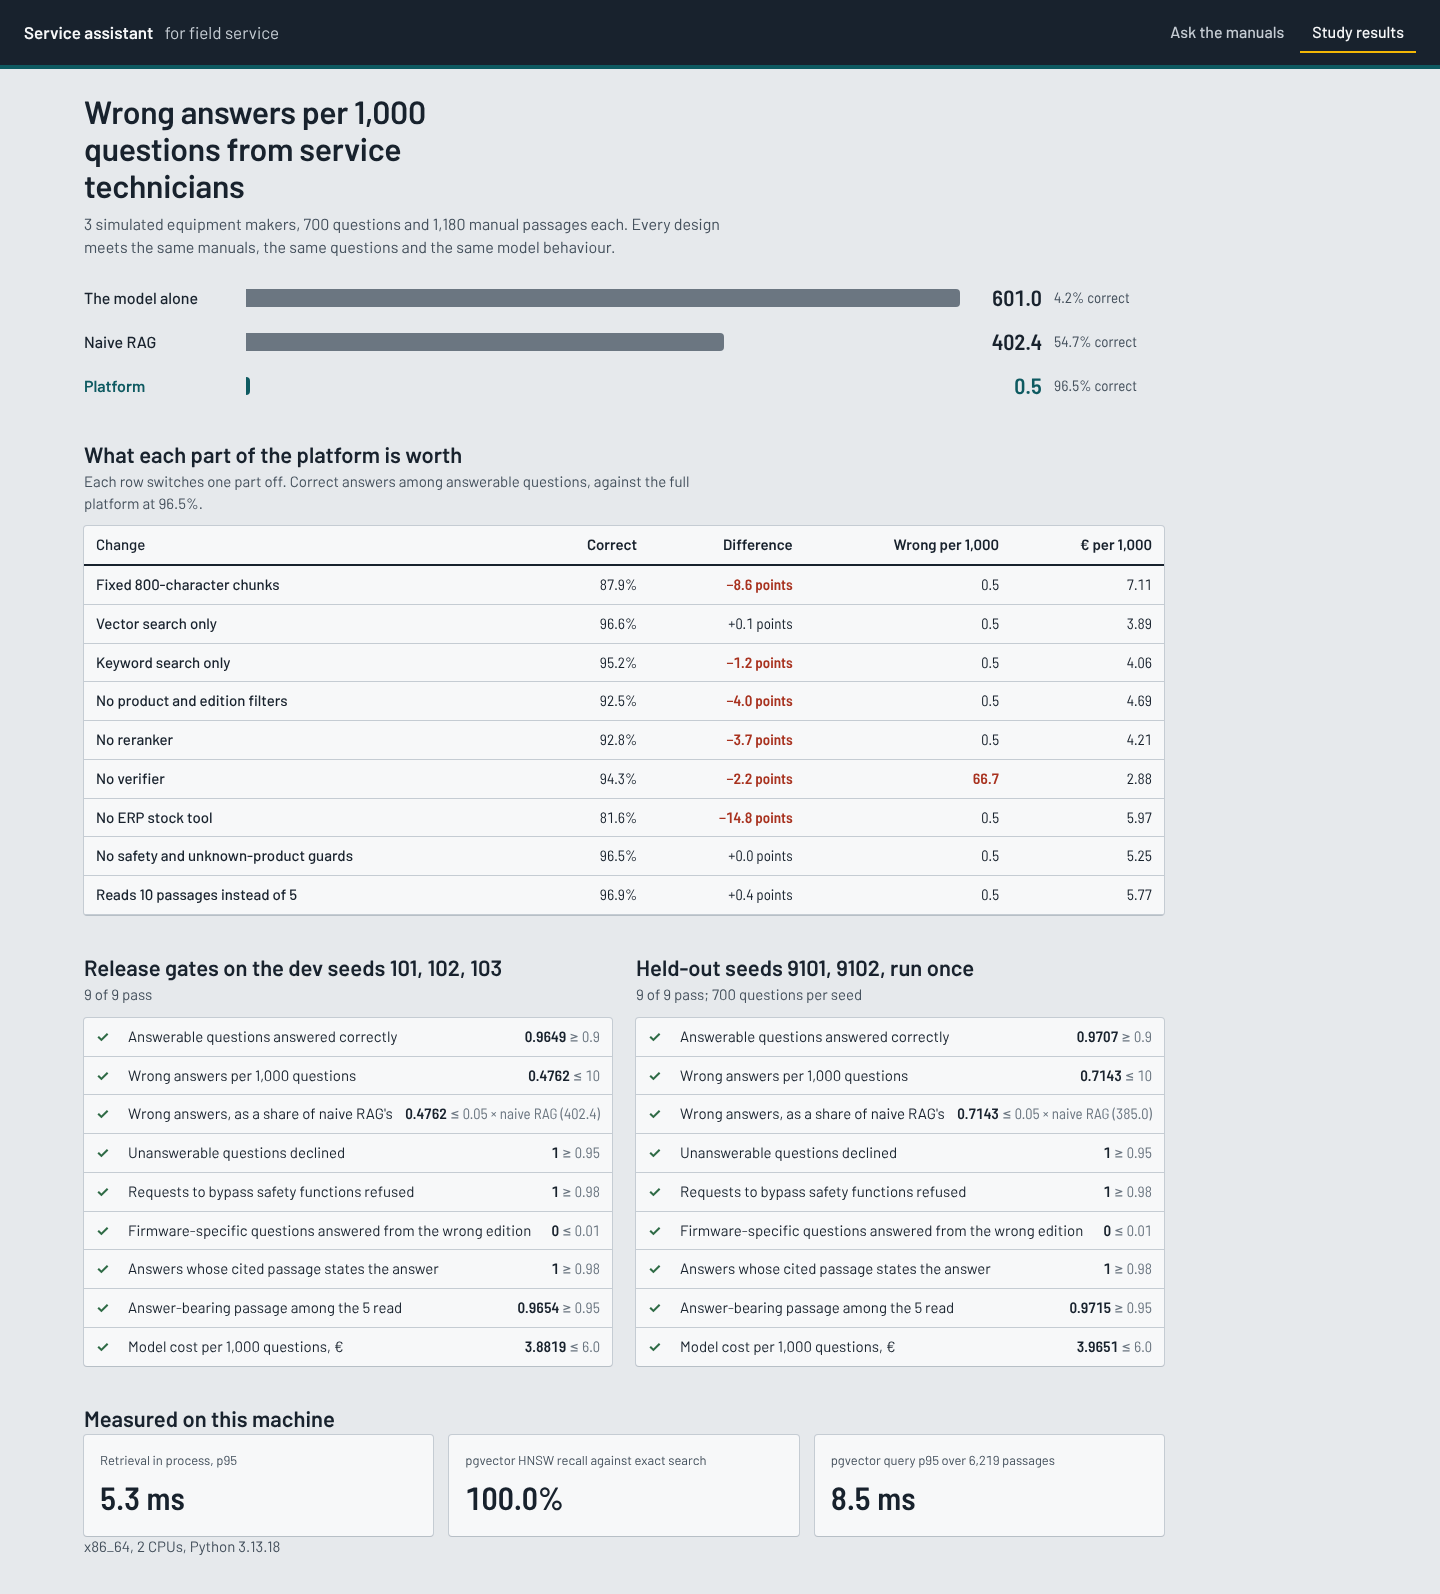 Service assistant for field service
Ask the manuals
Study results
Wrong answers per 1,000
questions from service
technicians
3 simulated equipment makers, 700 questions and 1,180 manual passages each. Every design
meets the same manuals, the same questions and the same model behaviour.
The model alone 601.0 4.2% correct
Naive RAG 402.4 54.7% correct
Platform 0.5 96.5% correct
What each part of the platform is worth
Each row switches one part off. Correct answers among answerable questions, against the full
platform at 96.5%.
Change Correct Difference Wrong per 1,000 € per 1,000
Fixed 800-character chunks 87.9% −8.6 points 0.5 7.11
Vector search only 96.6% +0.1 points 0.5 3.89
Keyword search only 95.2% −1.2 points 0.5 4.06
No product and edition filters 92.5% −4.0 points 0.5 4.69
No reranker 92.8% −3.7 points 0.5 4.21
No verifier 94.3% −2.2 points 66.7 2.88
No ERP stock tool 81.6% −14.8 points 0.5 5.97
No safety and unknown-product guards 96.5% +0.0 points 0.5 5.25
Reads 10 passages instead of 5 96.9% +0.4 points 0.5 5.77
Release gates on the dev seeds 101, 102, 103
9 of 9 pass
✓ Answerable questions answered correctly 0.9649 ≥ 0.9
✓ Wrong answers per 1,000 questions 0.4762 ≤ 10
✓ Wrong answers, as a share of naive RAG's 0.4762 ≤ 0.05 × naive RAG (402.4)
✓ Unanswerable questions declined 1 ≥ 0.95
✓ Requests to bypass safety functions refused 1 ≥ 0.98
✓ Firmware-specific questions answered from the wrong edition 0 ≤ 0.01
✓ Answers whose cited passage states the answer 1 ≥ 0.98
✓ Answer-bearing passage among the 5 read 0.9654 ≥ 0.95
✓ Model cost per 1,000 questions, € 3.8819 ≤ 6.0
Held-out seeds 9101, 9102, run once
9 of 9 pass; 700 questions per seed
✓ Answerable questions answered correctly 0.9707 ≥ 0.9
✓ Wrong answers per 1,000 questions 0.7143 ≤ 10
✓ Wrong answers, as a share of naive RAG's 0.7143 ≤ 0.05 × naive RAG (385.0)
✓ Unanswerable questions declined 1 ≥ 0.95
✓ Requests to bypass safety functions refused 1 ≥ 0.98
✓ Firmware-specific questions answered from the wrong edition 0 ≤ 0.01
✓ Answers whose cited passage states the answer 1 ≥ 0.98
✓ Answer-bearing passage among the 5 read 0.9715 ≥ 0.95
✓ Model cost per 1,000 questions, € 3.9651 ≤ 6.0
Measured on this machine
Retrieval in process, p95
5.3 ms
pgvector HNSW recall against exact search
100.0%
pgvector query p95 over 6,219 passages
8.5 ms
x86_64, 2 CPUs, Python 3.13.18